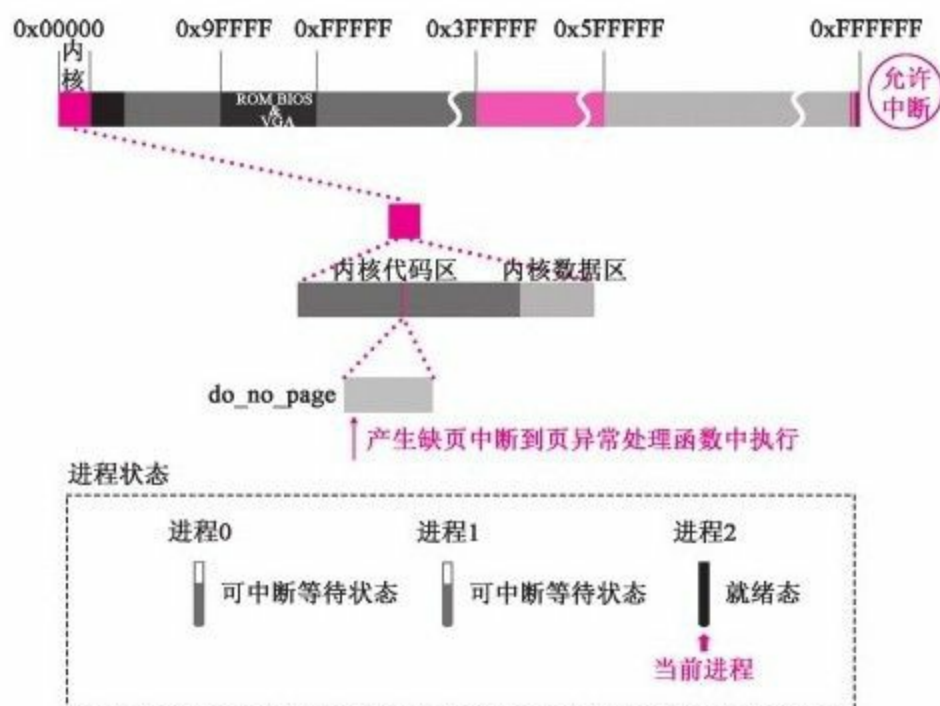 0x00000 0x9FFFF 0xFFFFF 0x3FFFFF 0x5FFFFF 0xFFFFFF
内核
ROM BIOS
&
VGA
允许
中断
内核代码区 内核数据区
do_no_page
产生缺页中断到页异常处理函数中执行
进程状态
进程0 进程1 进程2
可中断等待状态 可中断等待状态 就绪态
当前进程